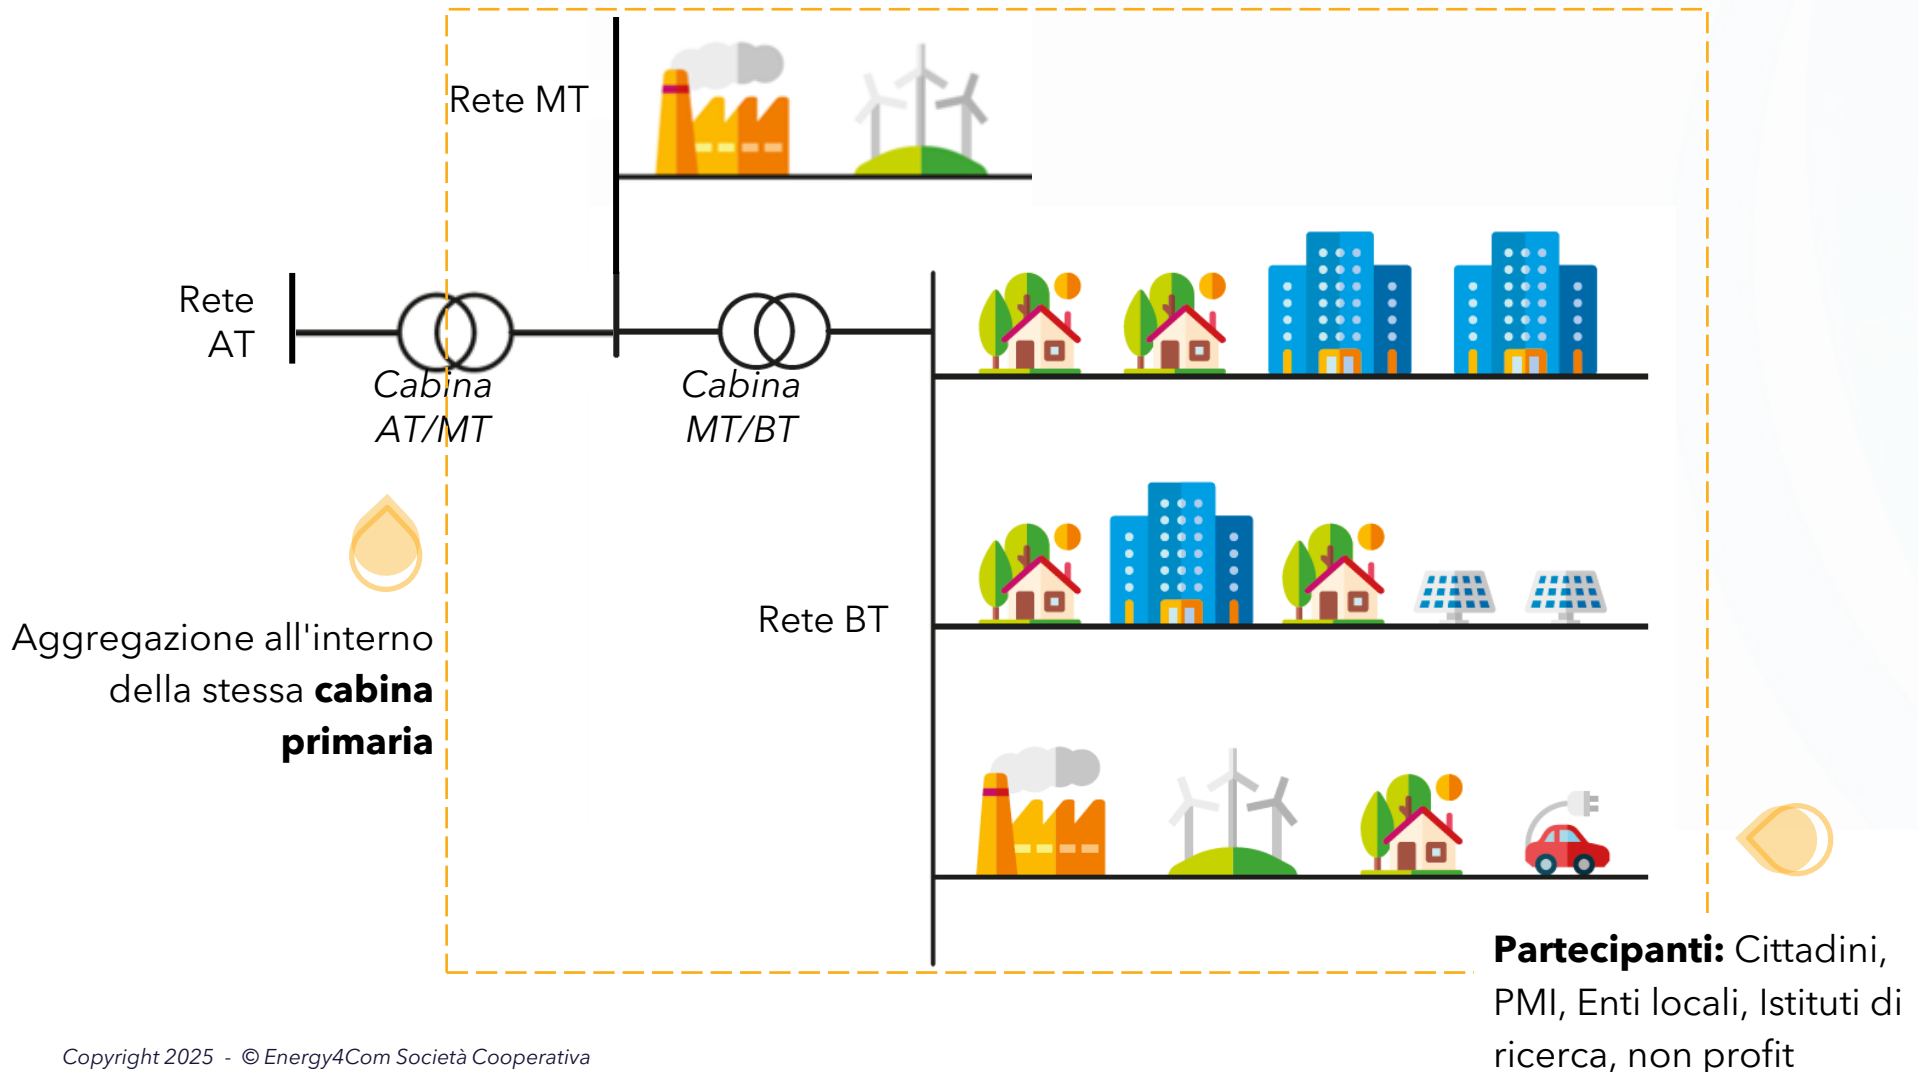 Rete MT
Rete
AT
Cabina
AT/MT
Cabina
MT/BT
Aggregazione all'interno
della stessa cabina
primaria
Rete BT
Partecipanti: Cittadini,
PMI, Enti locali, Istituti di
ricerca, non profit
Copyright 2025 - © Energy4Com Società Cooperativa